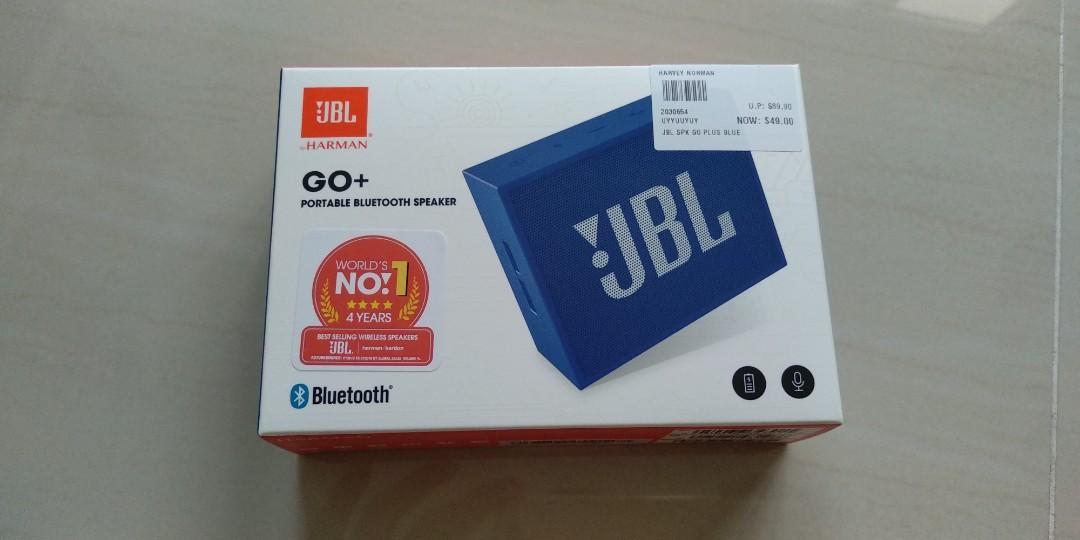 HARVEY NORMAN
2030654
U.P: $89.90
UYYUUYUY
NOW: $49.00
JBL SPK GO PLUS BLUE
JBL
by HARMAN
GO+
PORTABLE BLUETOOTH SPEAKER
JBL
WORLD'S
NO.1
4 YEARS
BEST SELLING WIRELESS SPEAKERS
JBL harman/kardon
Bluetooth®